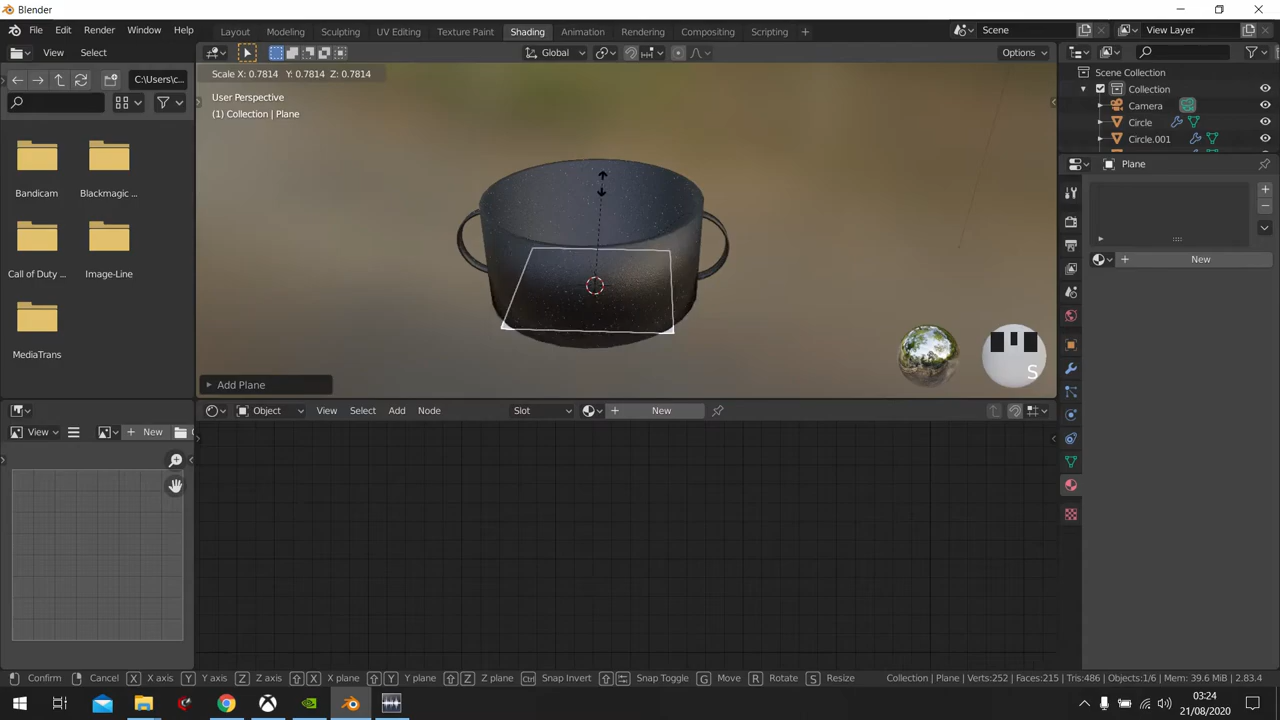 Blender
File Edit Render Window Help
Layout Modeling Sculpting UV Editing Texture Paint Shading Animation Rendering Compositing Scripting +
Scene
View Layer
View Select
Global
Options
C:\Users\c...
Scale X: 0.7814 Y: 0.7814 Z: 0.7814
User Perspective
(1) Collection | Plane
Scene Collection
Collection
Camera
Circle
Circle.001
Plane
New
Bandicam
Blackmagic ...
Call of Duty ...
Image-Line
MediaTrans
S
Add Plane
Object View Select Add Node Slot New
View New
Confirm Cancel X X axis Y Y axis Z Z axis X X plane Y Y plane Z Z plane Ctrl Snap Invert Snap Toggle G Move R Rotate S Resize
Collection | Plane | Verts:252 | Faces:215 | Tris:486 | Objects:1/6 | Mem: 39.6 MiB | 2.83.4
03:24
21/08/2020